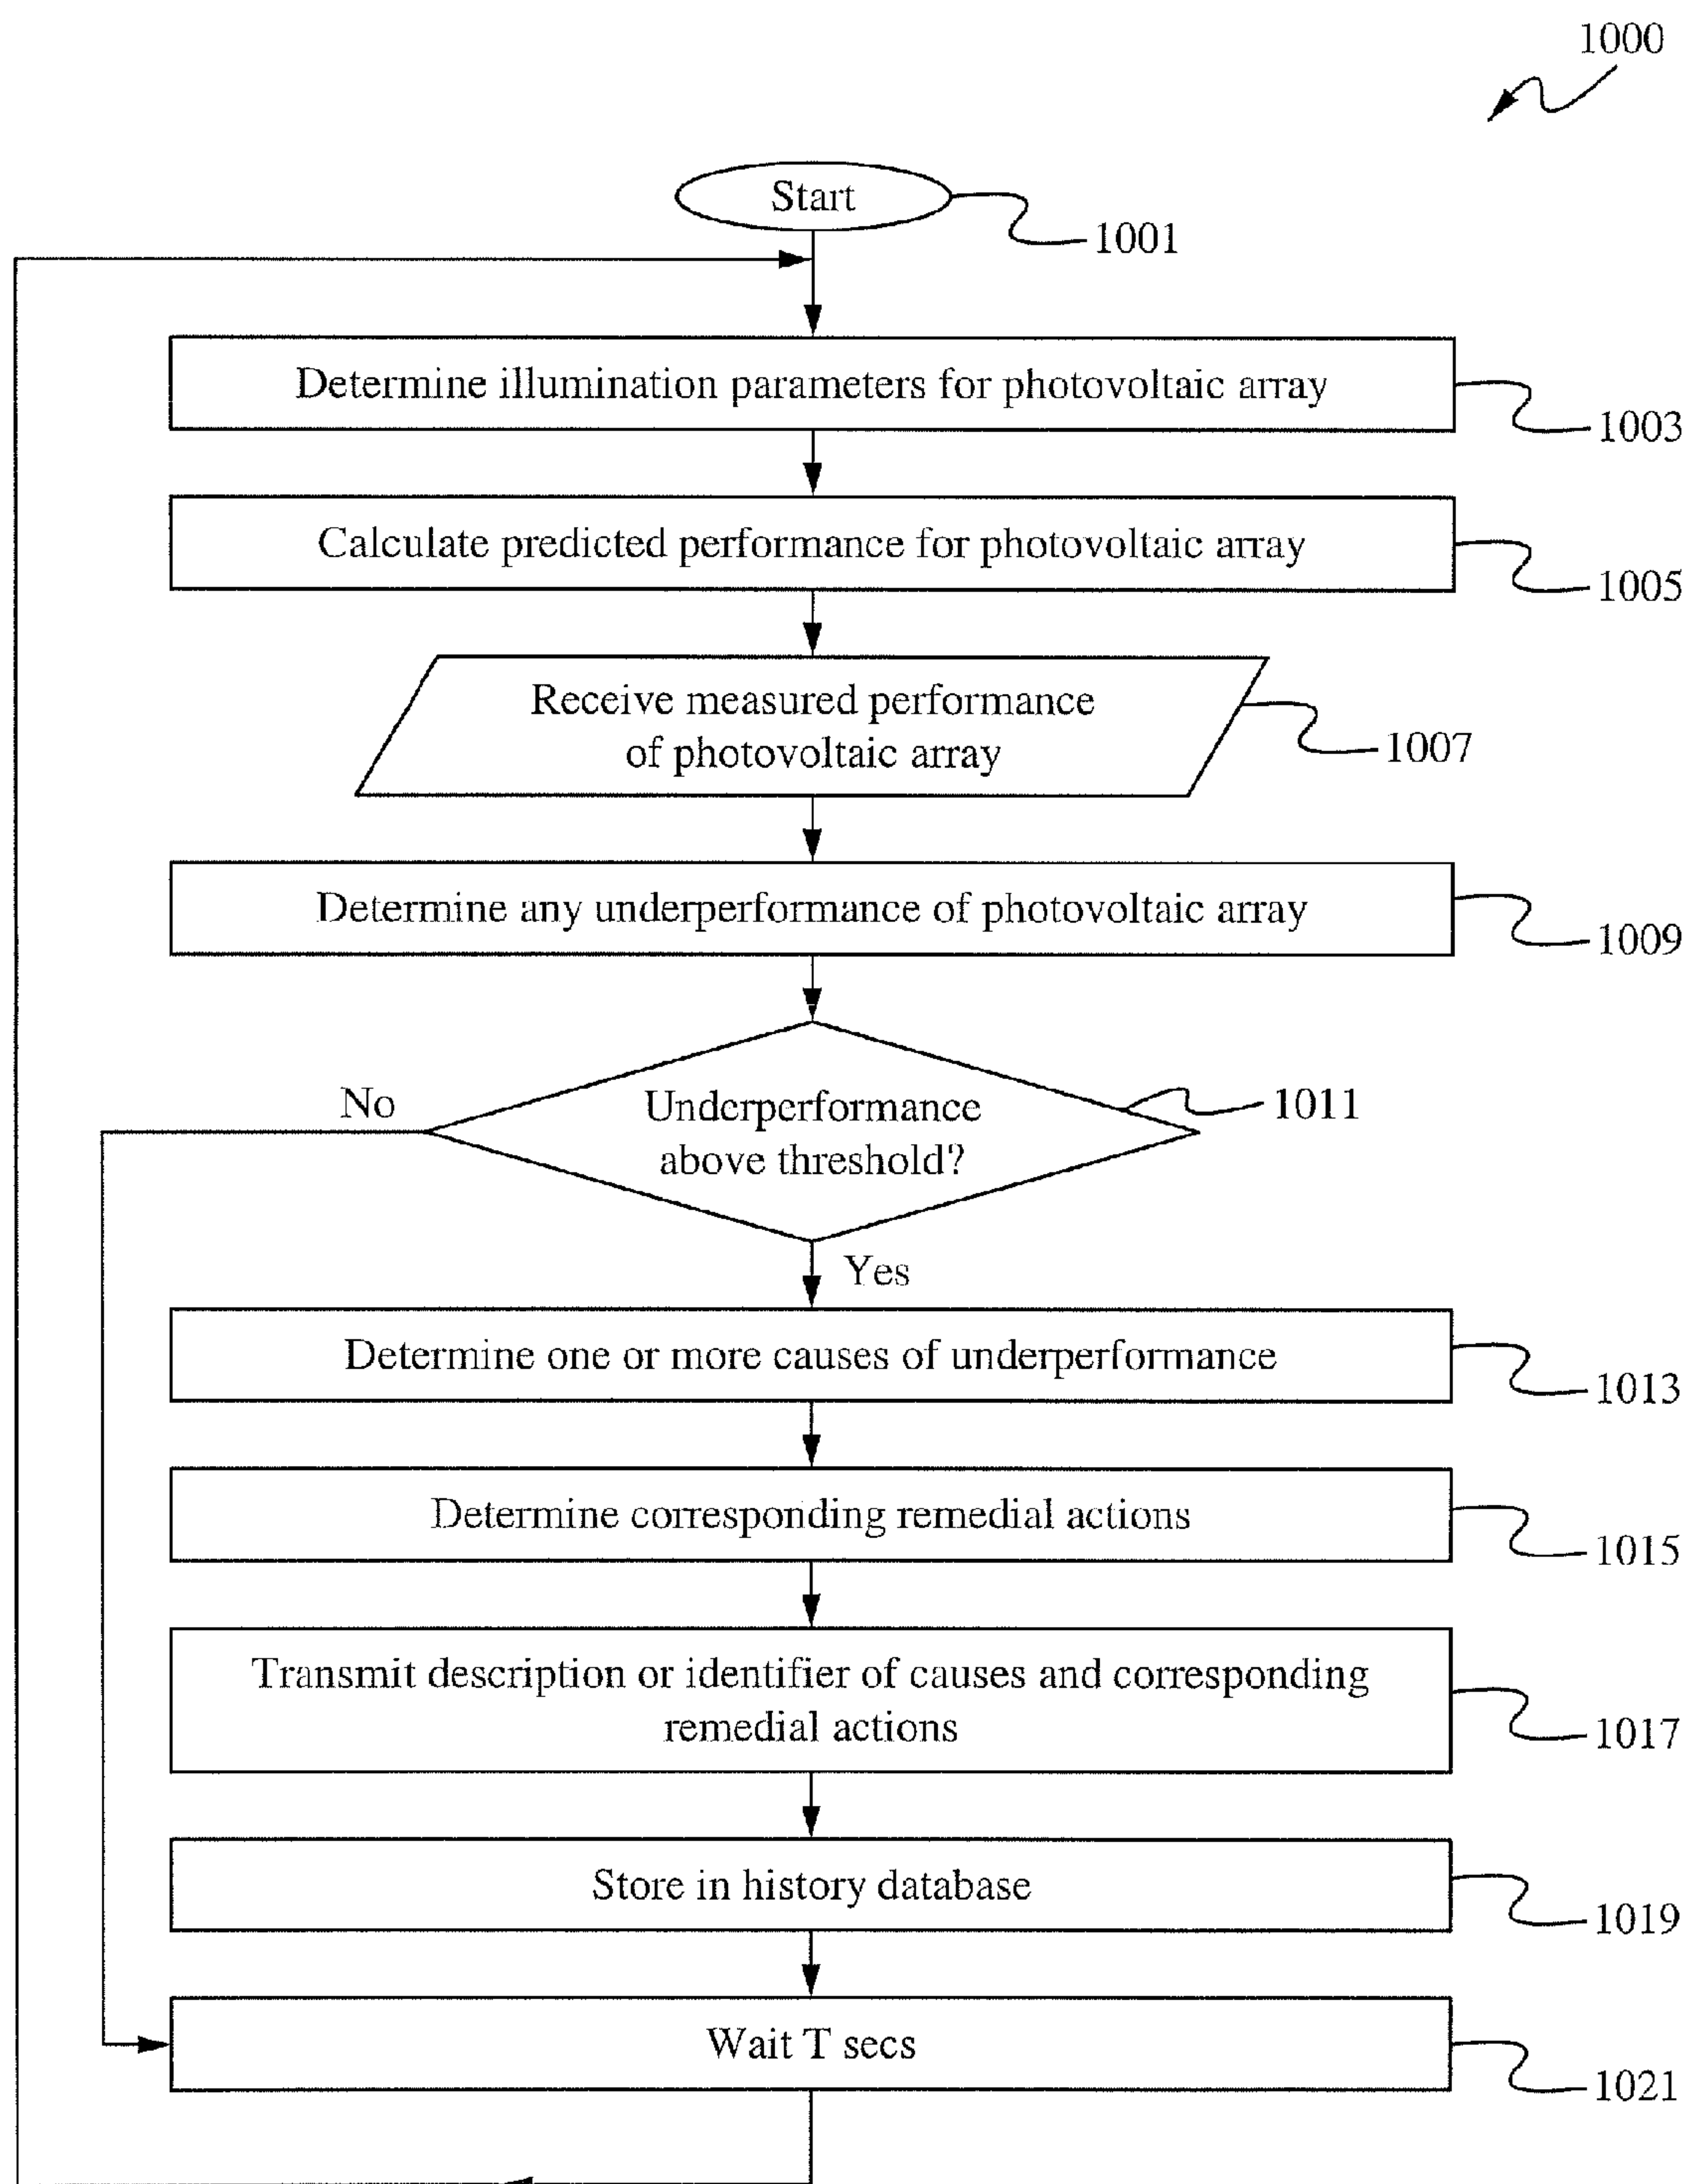 1000
Start
1001
Determine illumination parameters for photovoltaic array
1003
Calculate predicted performance for photovoltaic array
1005
Receive measured performance
of photovoltaic array
1007
Determine any underperformance of photovoltaic array
1009
No
Underperformance
above threshold?
1011
Yes
Determine one or more causes of underperformance
1013
Determine corresponding remedial actions
1015
Transmit description or identifier of causes and corresponding
remedial actions
1017
Store in history database
1019
Wait T secs
1021